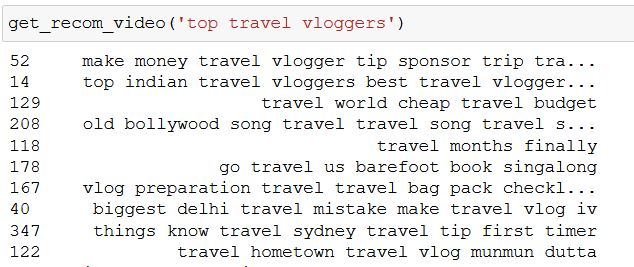 get_recom_video('top travel vloggers')
52 make money travel vlogger tip sponsor trip tra...
14 top indian travel vloggers best travel vlogger...
129 travel world cheap travel budget
208 old bollywood song travel travel song travel s...
118 travel months finally
178 go travel us barefoot book singalong
167 vlog preparation travel travel bag pack checkl...
40 biggest delhi travel mistake make travel vlog iv
347 things know travel sydney travel tip first timer
122 travel hometown travel vlog munmun dutta